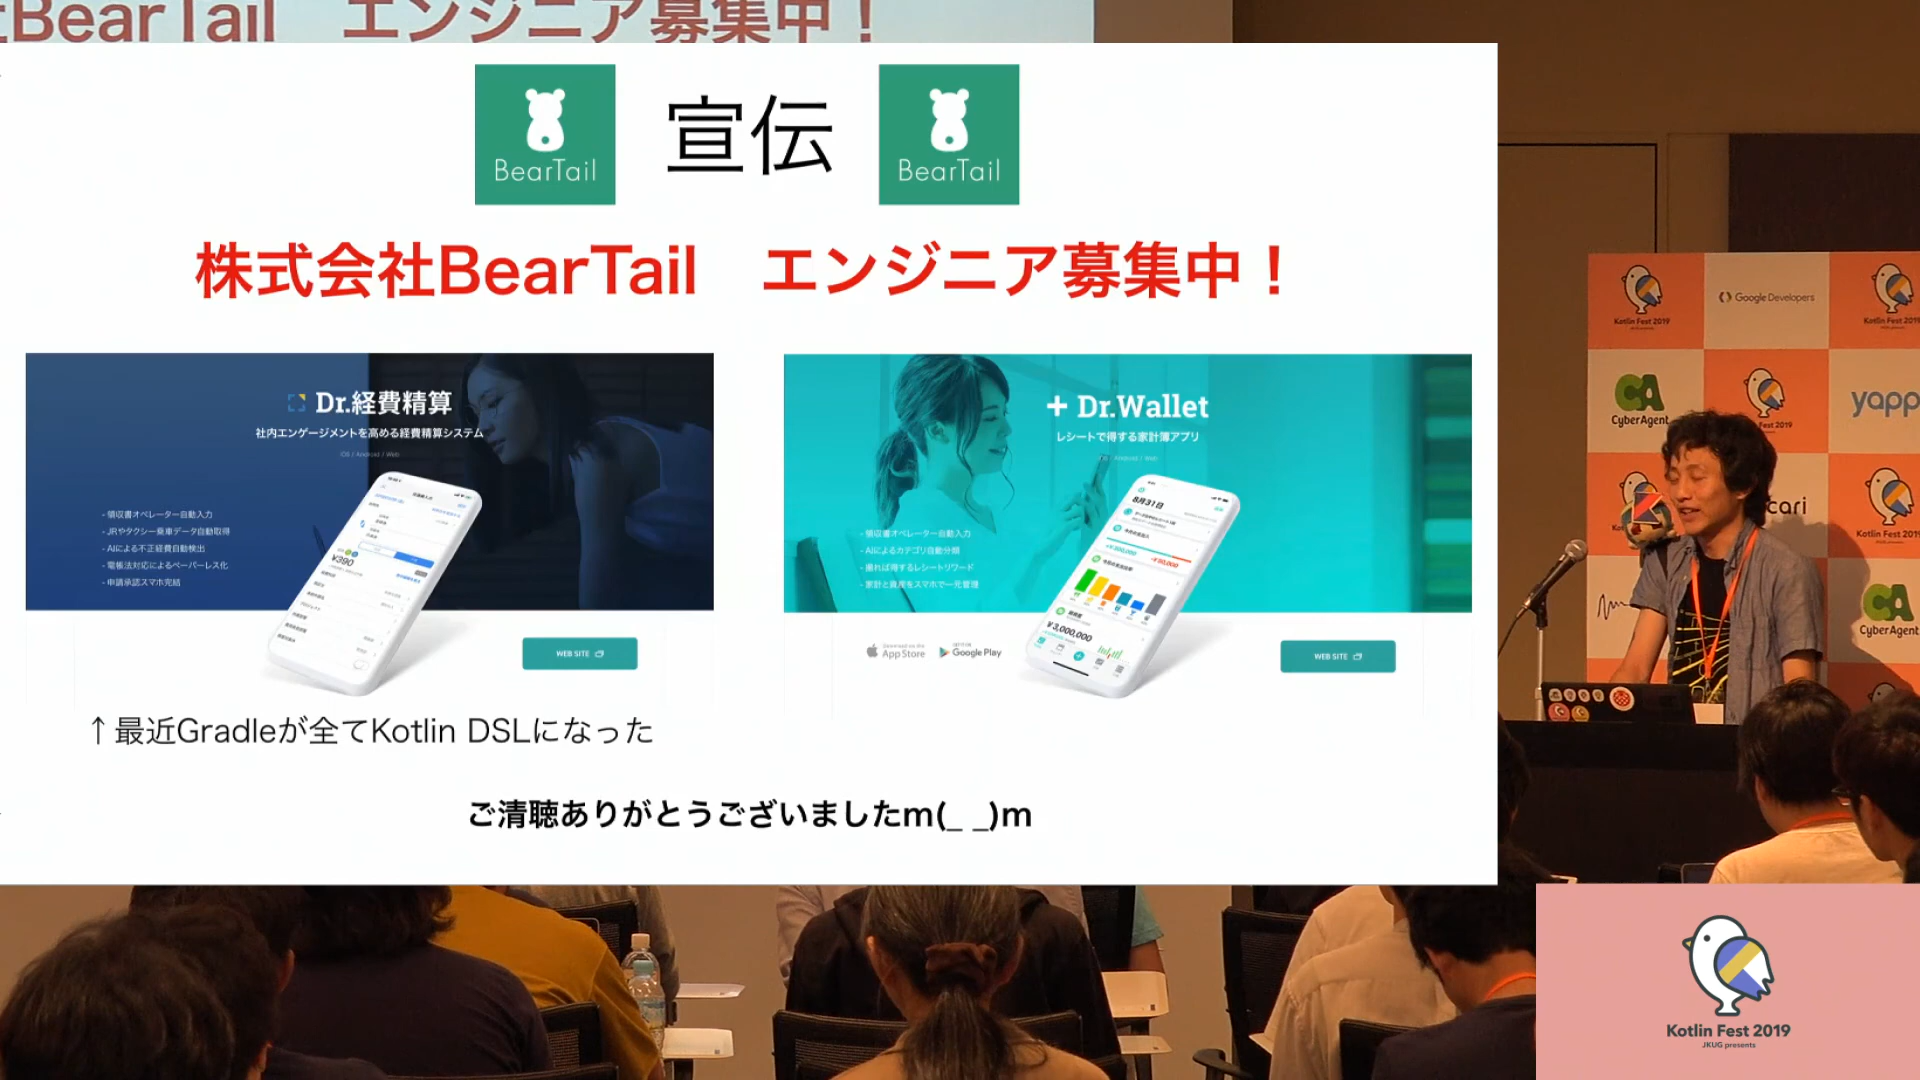 BearTail　エンジニア募集中！
BearTail
宣伝
BearTail
株式会社BearTail　エンジニア募集中！
Dr.経費精算
社内エンゲージメントを高める経費精算システム
iOS / Android / Web
- 領収書オペレーター自動入力
- JRやタクシー乗車データ自動取得
- AIによる不正経費自動検出
- 電帳法対応によるペーパーレス化
- 申請承認スマホ完結
¥390
WEB SITE
Dr.Wallet
レシートで得する家計簿アプリ
iOS / Android / Web
- 領収書オペレーター自動入力
- AIによるカテゴリ自動分類
- 撮れば得するレシートリワード
- 家計と資産をスマホで一元管理
8月31日
¥3,000,000
App Store
Google Play
WEB SITE
↑最近Gradleが全てKotlin DSLになった
ご清聴ありがとうございましたm(_ _)m
Kotlin Fest 2019
Google Developers
Kotlin Fest 2019
CyberAgent
Fest 2019
yapp
cari
Kotlin Fest 2019
CyberAgent
Kotlin Fest 2019
JKUG presents